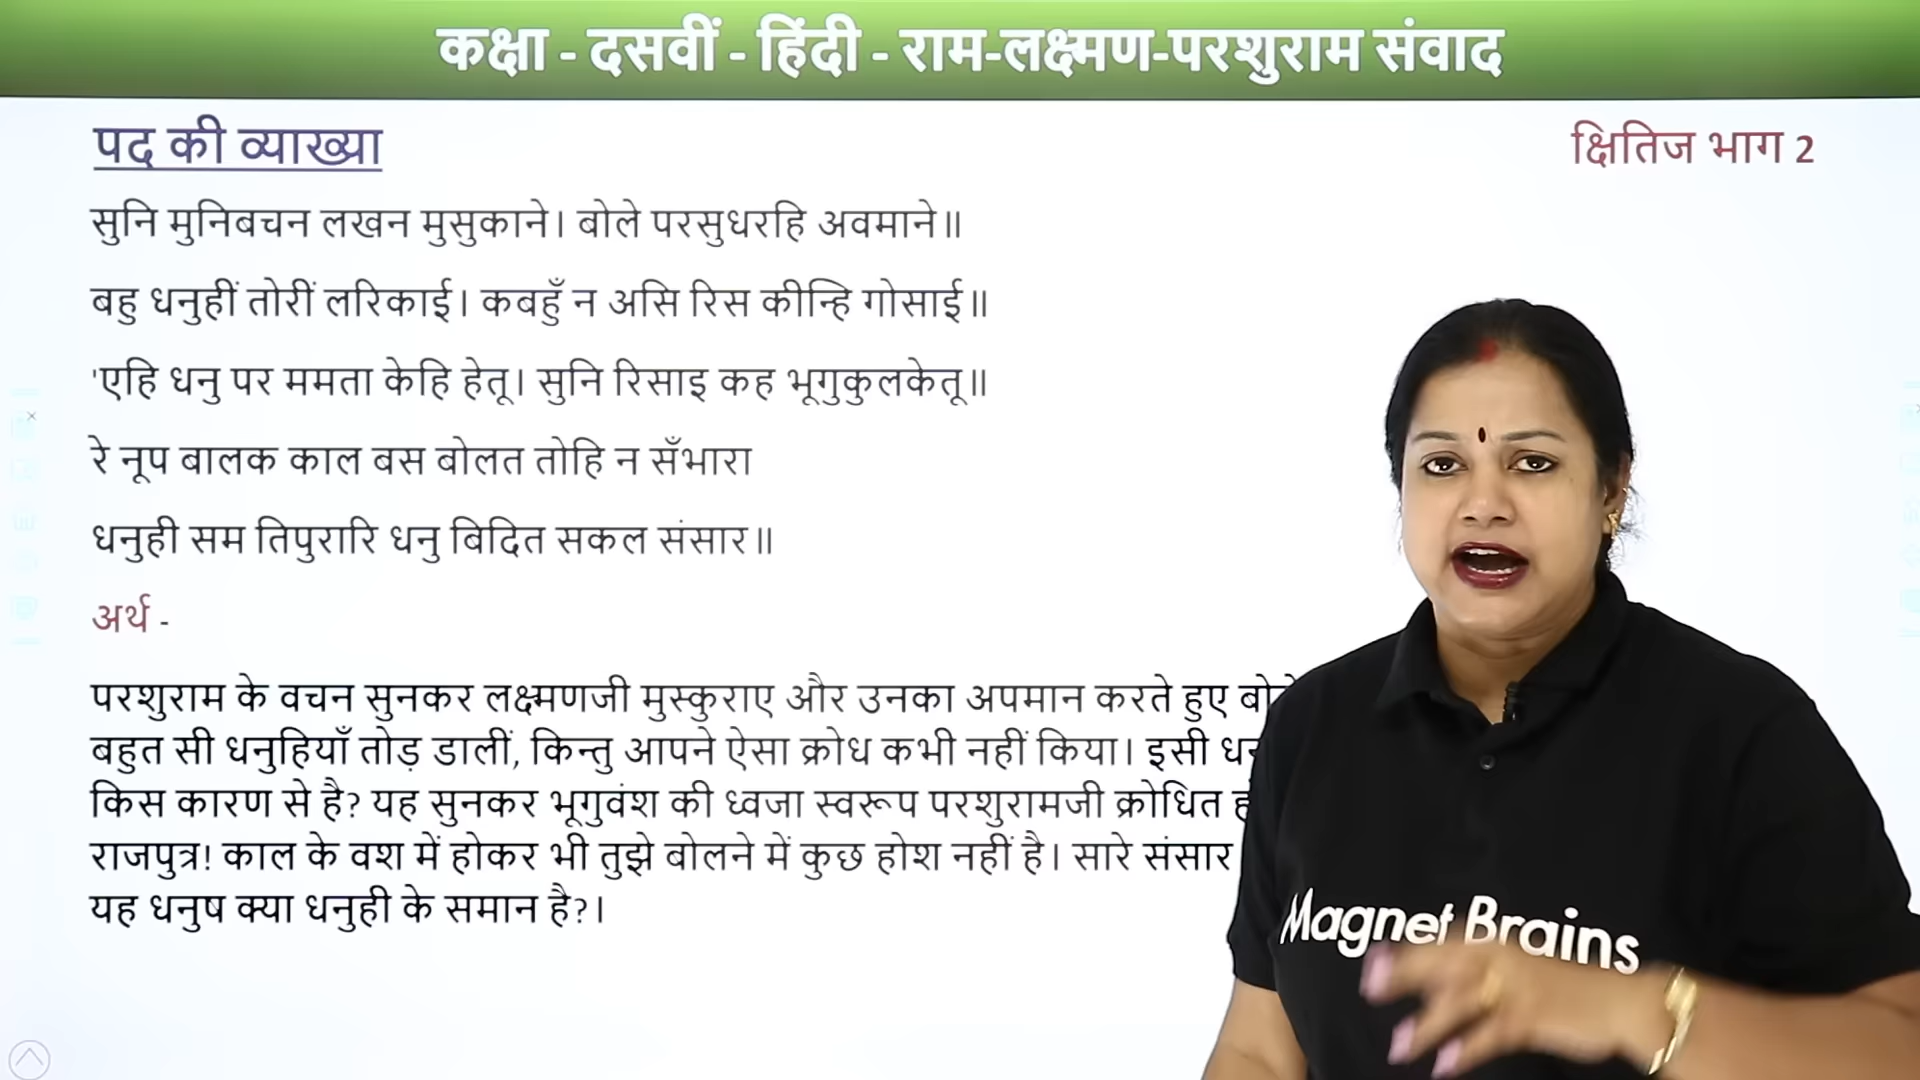 कक्षा - दसवीं - हिंदी - राम-लक्ष्मण-परशुराम संवाद
पद की व्याख्या
क्षितिज भाग 2
सुनि मुनिबचन लखन मुसुकाने। बोले परसुधरहि अवमाने॥
बहु धनुहीं तोरीं लरिकाई। कबहुँ न असि रिस कीन्हि गोसाई॥
'एहि धनु पर ममता केहि हेतू। सुनि रिसाइ कह भूगुकुलकेतू॥
रे नूप बालक काल बस बोलत तोहि न सँभारा
धनुही सम तिपुरारि धनु बिदित सकल संसार॥
अर्थ -
परशुराम के वचन सुनकर लक्ष्मणजी मुस्कुराए और उनका अपमान करते हुए
बहुत सी धनुहियाँ तोड़ डालीं, किन्तु आपने ऐसा क्रोध कभी नहीं किया। इसी
किस कारण से है? यह सुनकर भूगुवंश की ध्वजा स्वरूप परशुरामजी क्रोधित
राजपुत्र! काल के वश में होकर भी तुझे बोलने में कुछ होश नहीं है। सारे संसार
यह धनुष क्या धनुही के समान है?।
Magnet Brains